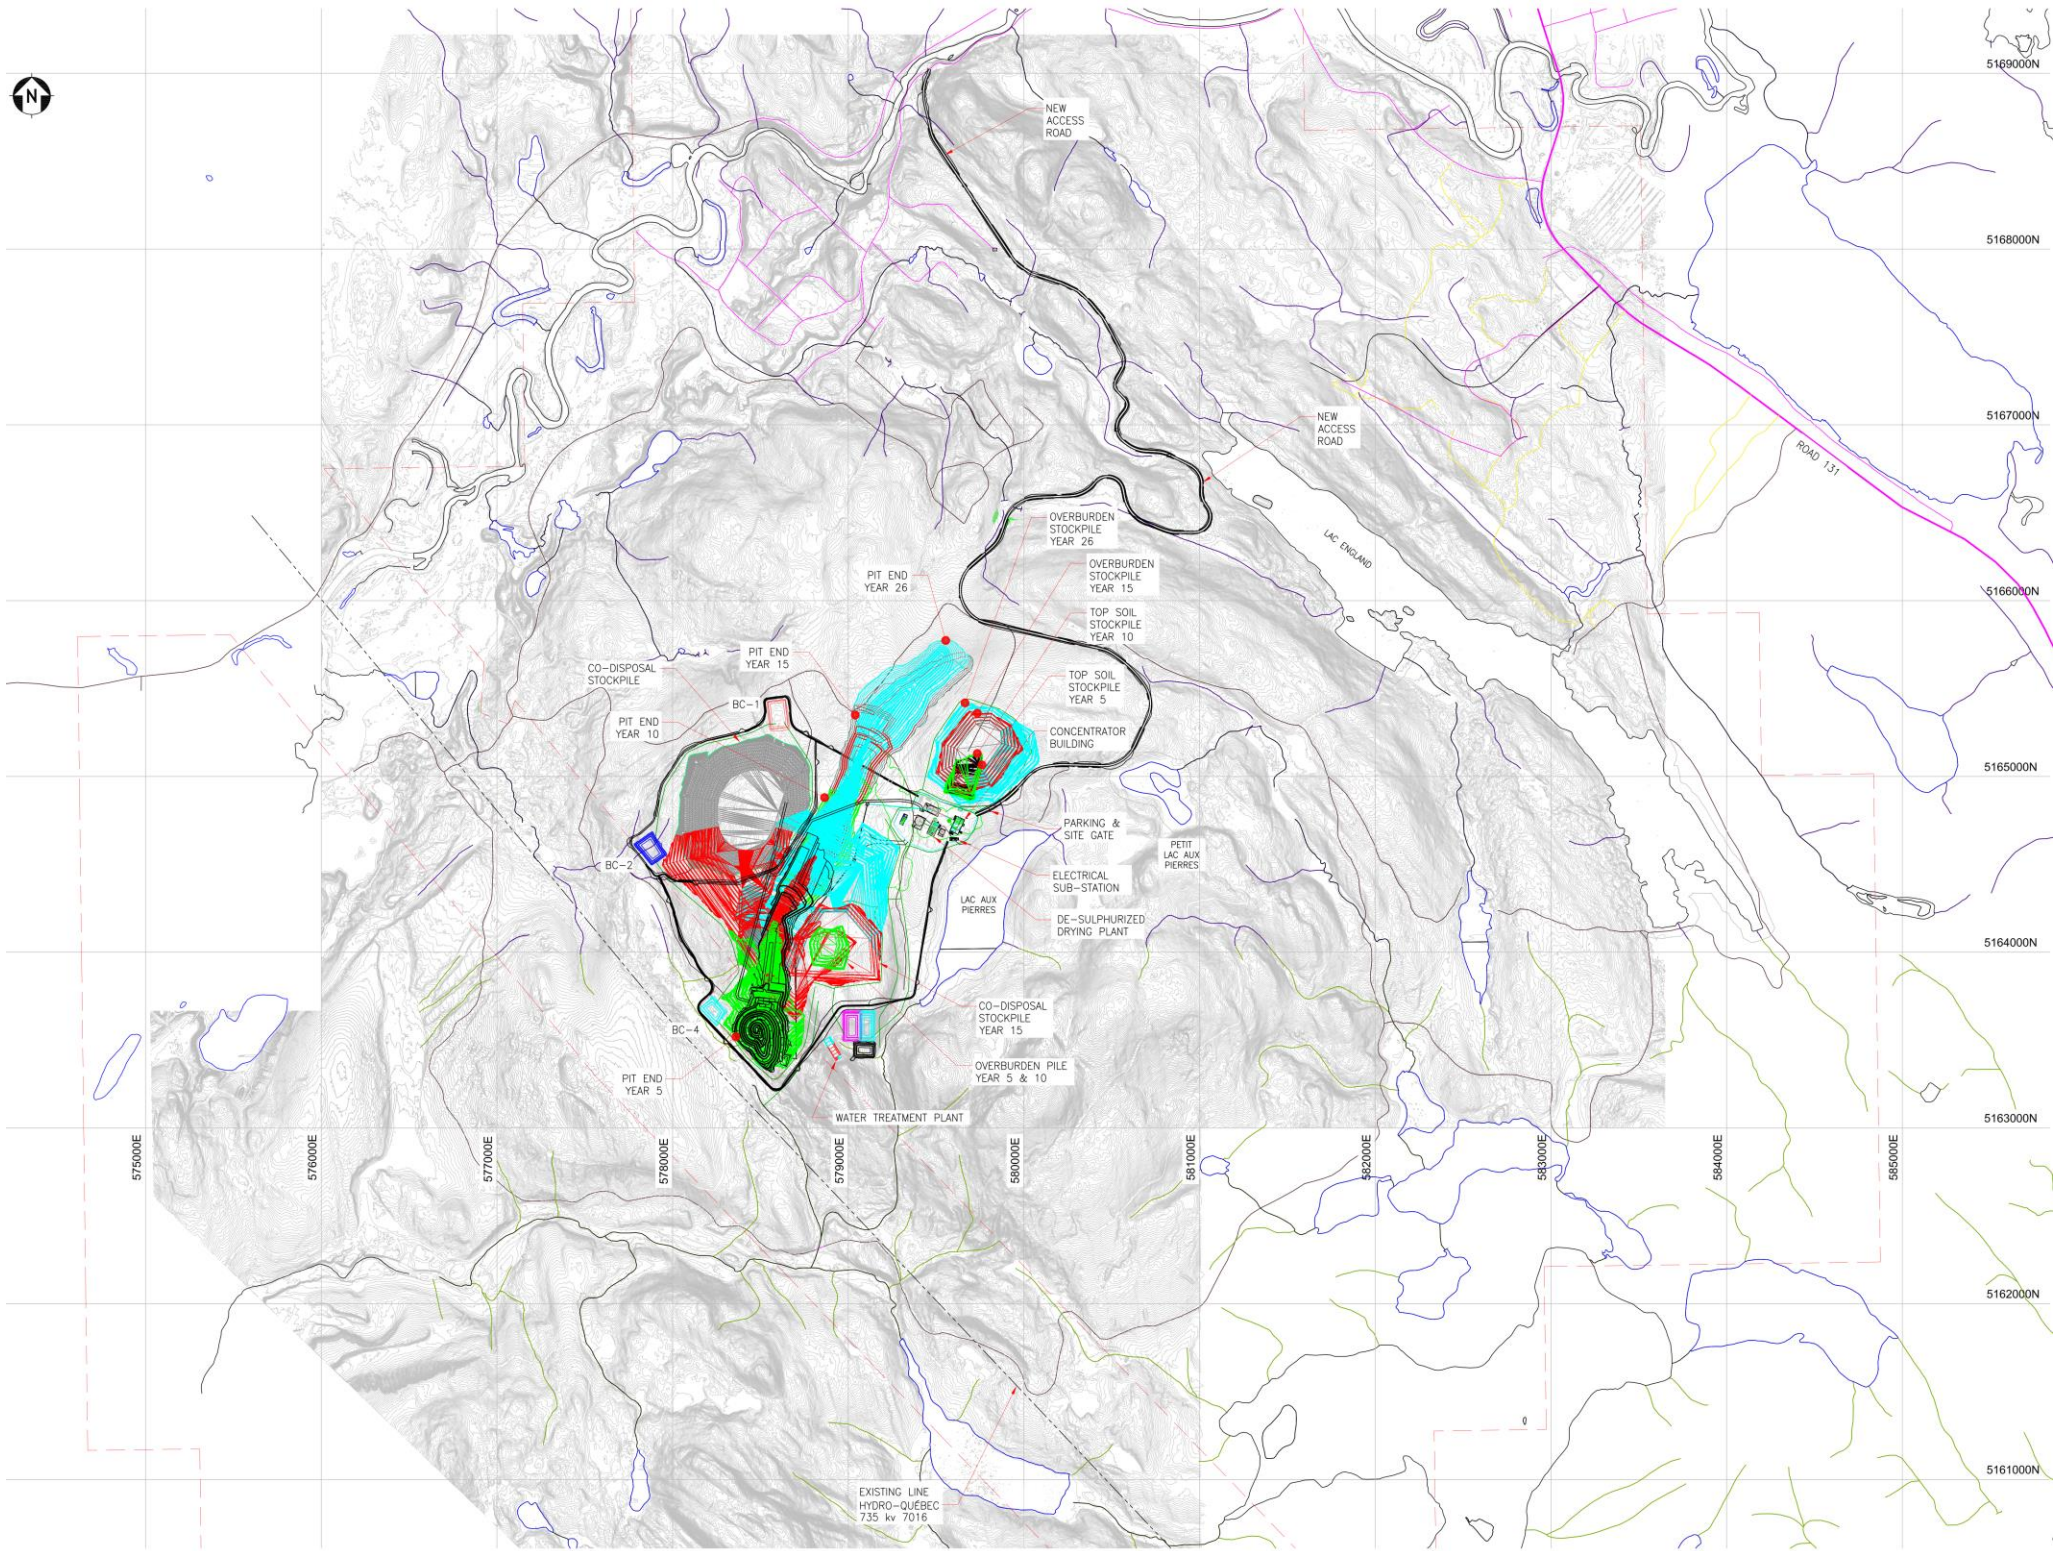 5169000N
N
NEW
ACCESS
ROAD
5168000N
5167000N
NEW
ACCESS
ROAD
ROAD 131
OVERBURDEN
STOCKPILE
YEAR 26
LAC ENGLAND
PIT END
YEAR 26
OVERBURDEN
STOCKPILE
YEAR 15
5166000N
TOP SOIL
STOCKPILE
YEAR 10
PIT END
YEAR 15
CO-DISPOSAL
STOCKPILE
TOP SOIL
STOCKPILE
YEAR 5
BC-1
PIT END
YEAR 10
CONCENTRATOR
BUILDING
5165000N
PARKING &
SITE GATE
PETIT
LAC AUX
PIERRES
BC-2
ELECTRICAL
SUB-STATION
LAC AUX
PIERRES
DE-SULPHURIZED
DRYING PLANT
5164000N
CO-DISPOSAL
STOCKPILE
YEAR 15
BC-4
OVERBURDEN PILE
YEAR 5 & 10
PIT END
YEAR 5
WATER TREATMENT PLANT
5163000N
575000E
576000E
577000E
578000E
579000E
580000E
581000E
582000E
583000E
584000E
585000E
5162000N
5161000N
EXISTING LINE
HYDRO-QUÉBEC
735 kv 7016